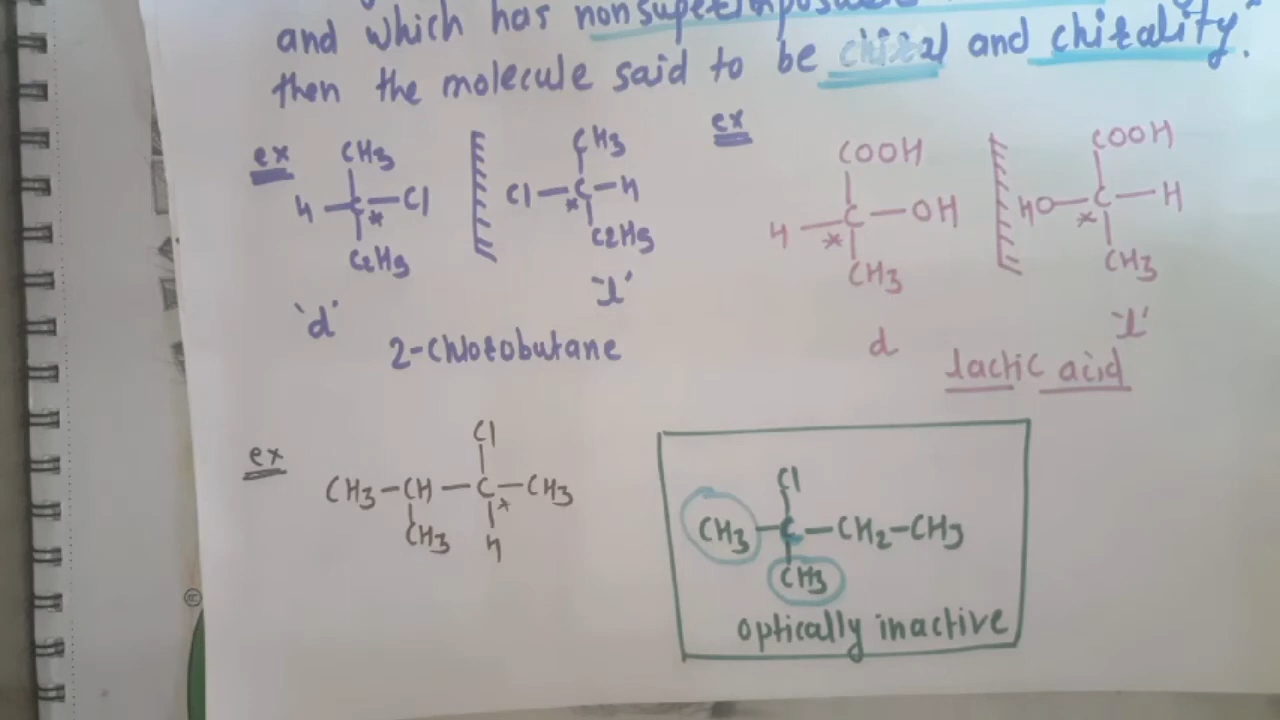 and which has
then the molecule said to be chiral and chirality"
ex
CH3
H C Cl
*
C2H5
'd'
CH3
Cl C H
*
C2H5
'l'
2-chlorobutane
ex
COOH
H C OH
*
CH3
d
COOH
HO C H
*
CH3
'l'
lactic acid
ex
Cl
CH3-CH-C-CH3
*
CH3 H
Cl
CH3-C-CH2-CH3
CH3
optically inactive